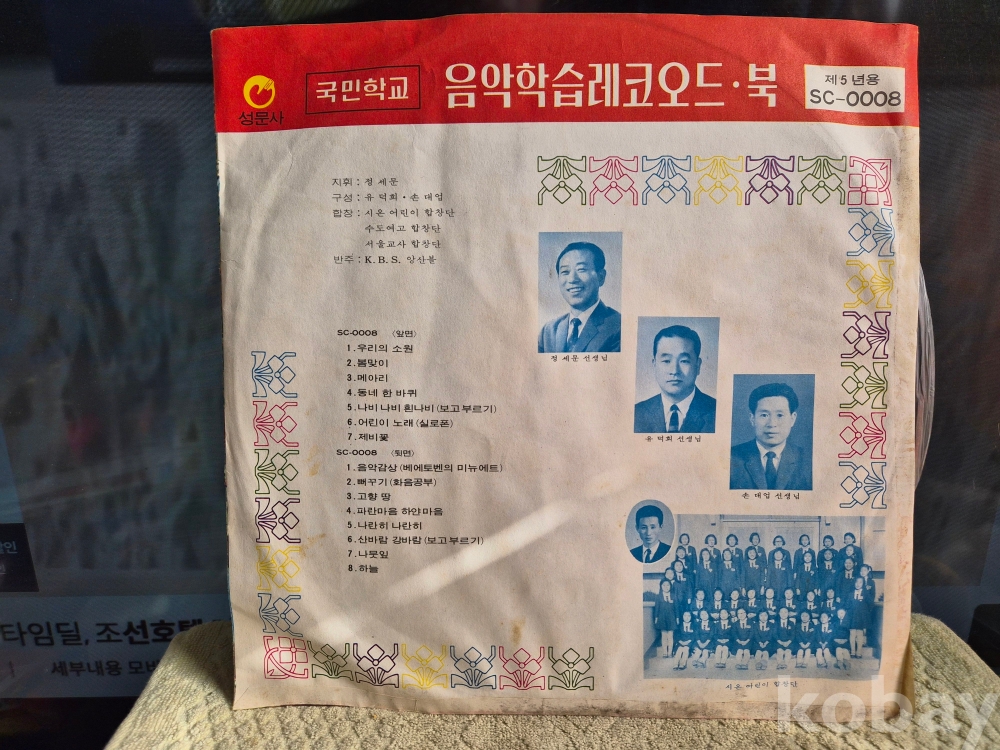 성문사
국민학교
음악학습레코오드·북
제5년용
SC-0008
지휘 : 정 세 문
구성 : 유 덕 희 · 손 대 업
합창 : 시온 어린이 합창단
수도여고 합창단
서울교사 합창단
반주 : K.B.S. 앙상블
SC-0008 〈앞면〉
1. 우리의 소원
2. 봄맞이
3. 메아리
4. 동네 한 바퀴
5. 나비 나비 흰나비 (보고 부르기)
6. 어린이 노래 (실로폰)
7. 제비꽃
SC-0008 〈뒷면〉
1. 음악감상 (베에토벤의 미뉴에트)
2. 뻐꾸기 (화음공부)
3. 고향 땅
4. 파란마음 하얀마음
5. 나란히 나란히
6. 산바람 강바람 (보고 부르기)
7. 나뭇잎
8. 하늘
정 세 문 선생님
유 덕 희 선생님
손 대 업 선생님
시온 어린이 합창단
타임딜, 조선호텔
세부내용 모바
kobay